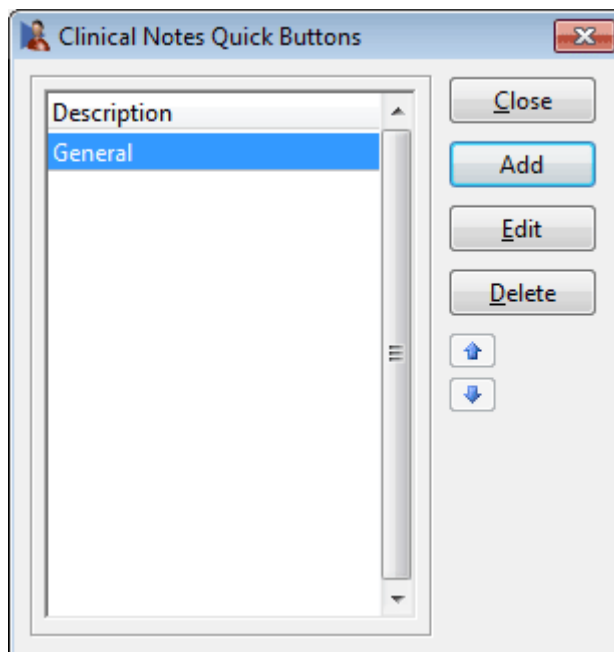 Clinical Notes Quick Buttons
Description
General
Close
Add
Edit
Delete